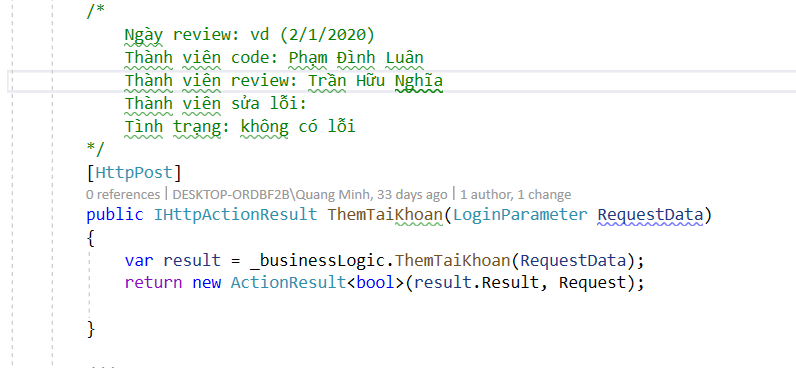 /*
Ngày review: vd (2/1/2020)
Thành viên code: Phạm Đình Luân
Thành viên review: Trần Hữu Nghĩa
Thành viên sửa lỗi:
Tình trạng: không có lỗi
*/
[HttpPost]
0 references | DESKTOP-ORDBF2B\Quang Minh, 33 days ago | 1 author, 1 change
public IHttpActionResult ThemTaiKhoan(LoginParameter RequestData)
{
var result = _businessLogic.ThemTaiKhoan(RequestData);
return new ActionResult<bool>(result.Result, Request);
}